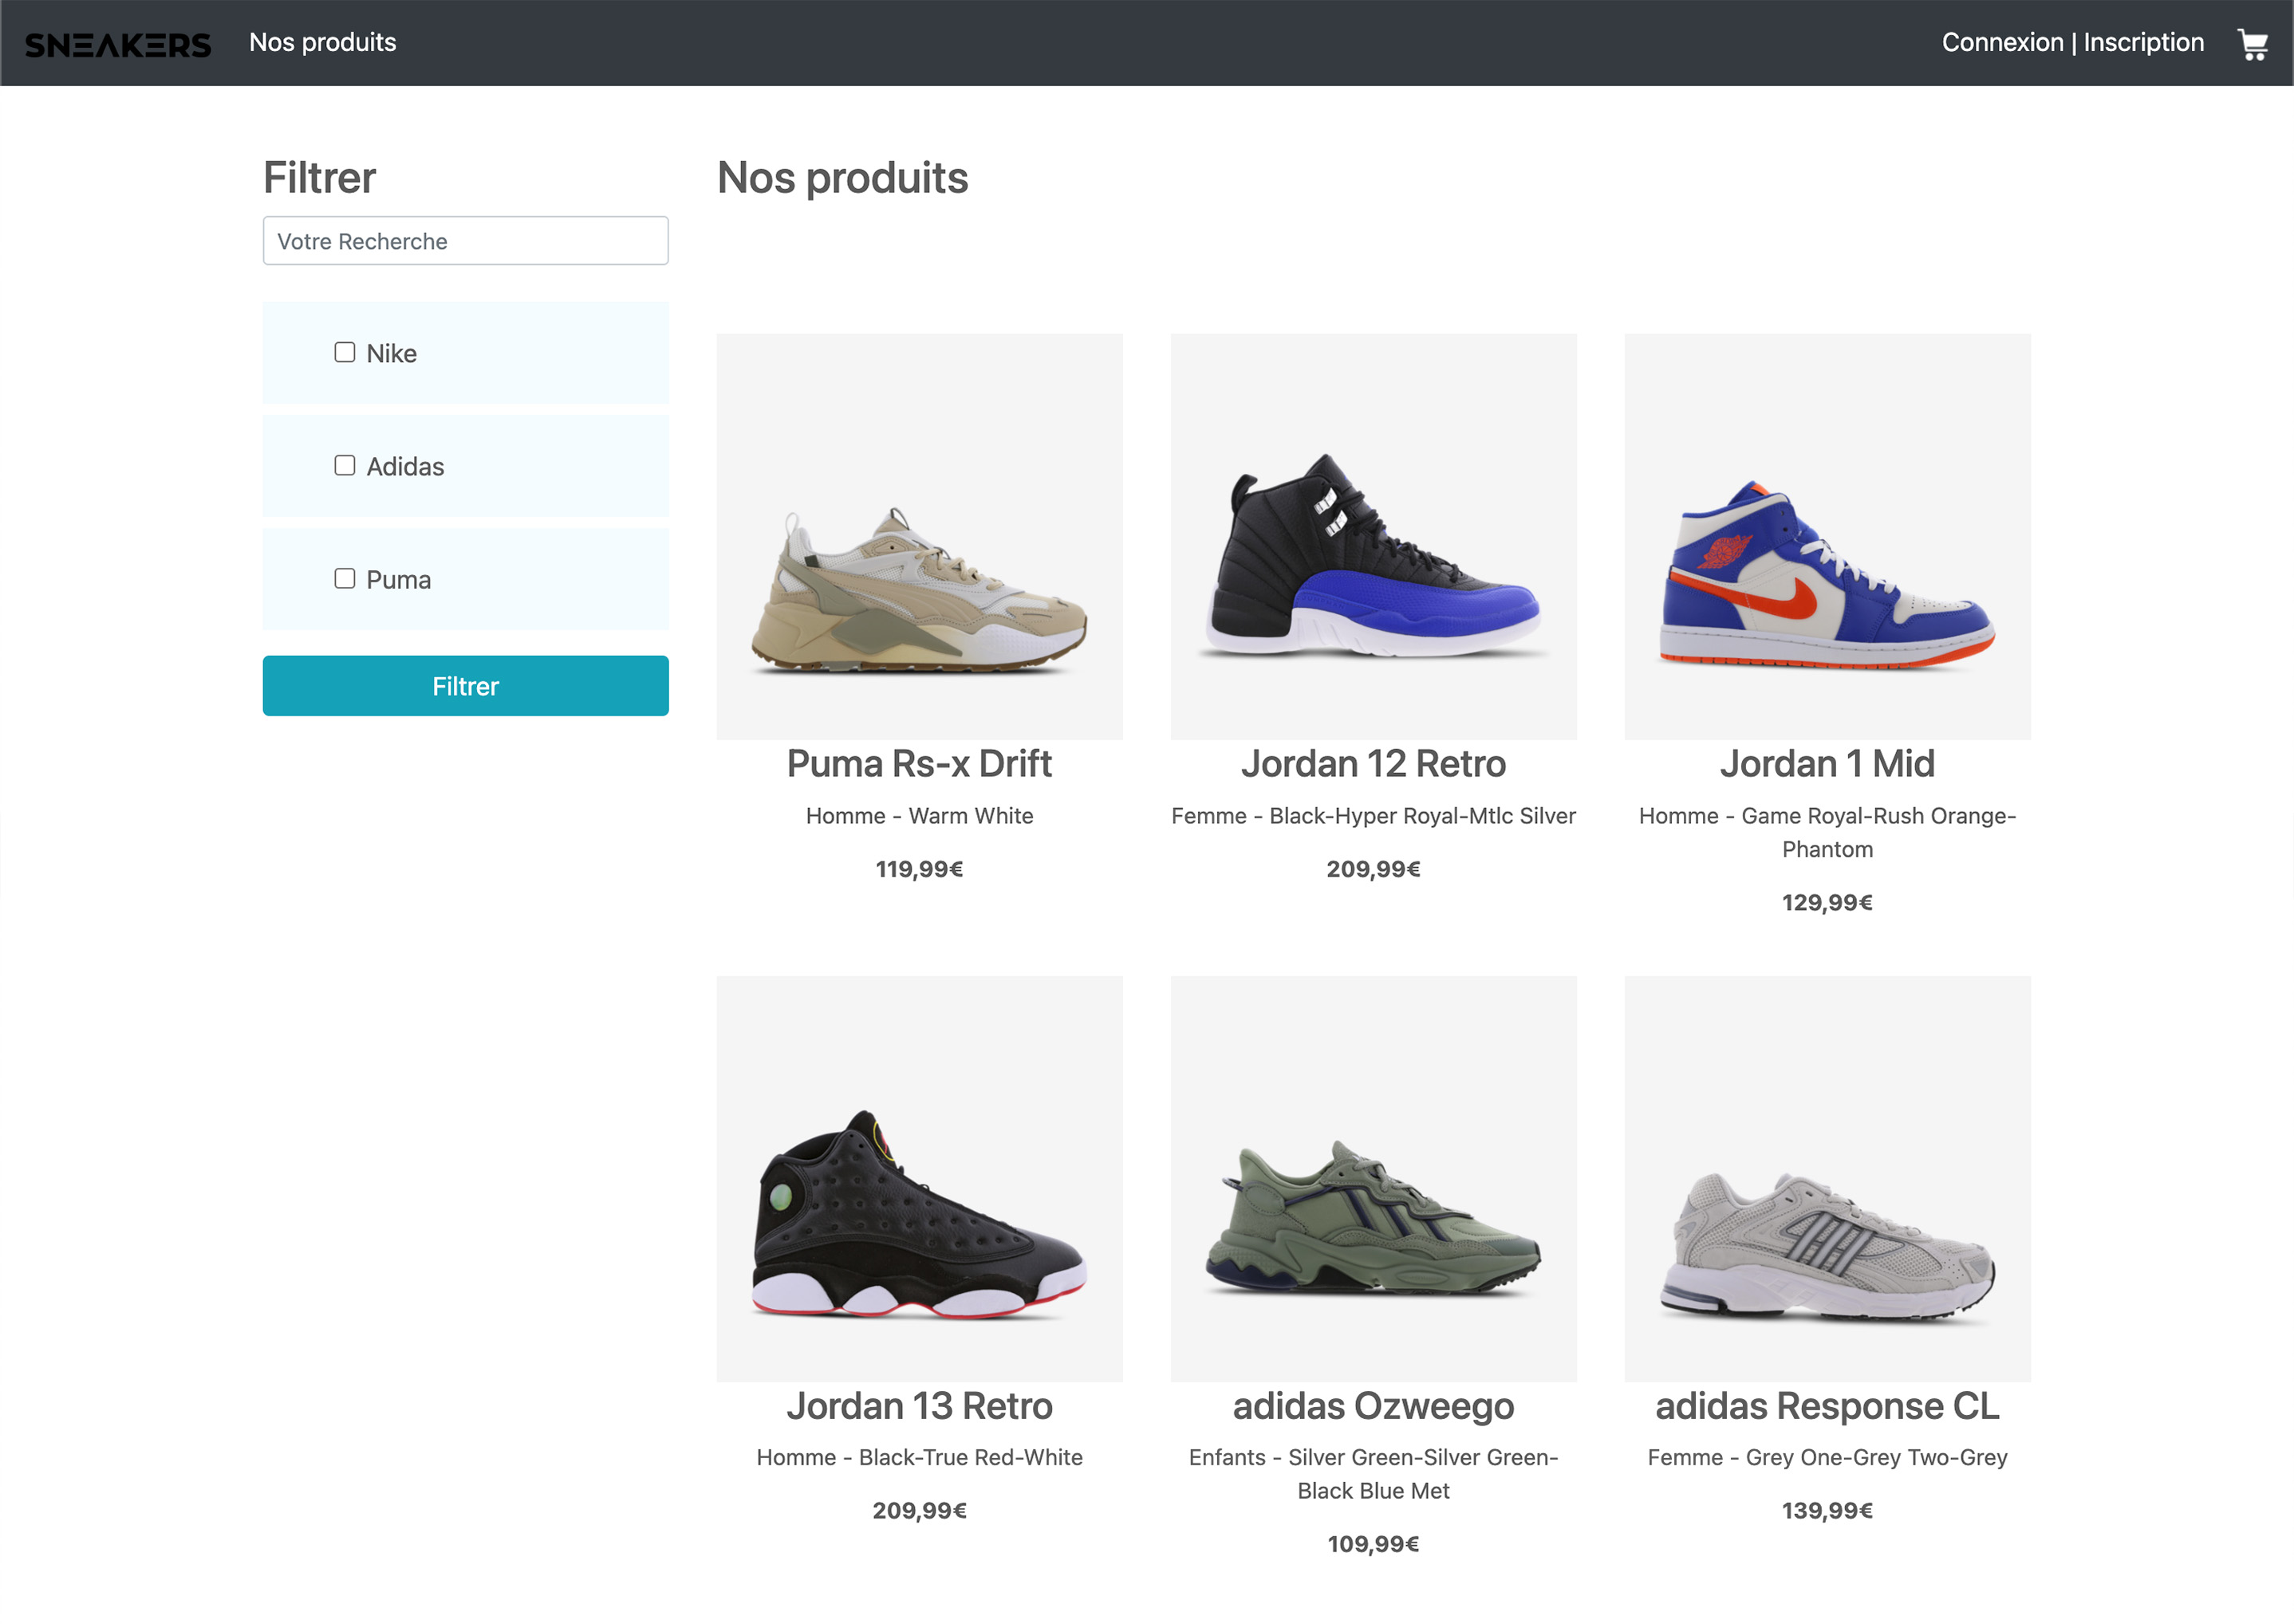 SNEAKERS
Nos produits
Connexion | Inscription
Filtrer
Votre Recherche
Nike
Adidas
Puma
Filtrer
Nos produits
Puma Rs-x Drift
Homme - Warm White
119,99€
Jordan 12 Retro
Femme - Black-Hyper Royal-Mtlc Silver
209,99€
Jordan 1 Mid
Homme - Game Royal-Rush Orange-
Phantom
129,99€
Jordan 13 Retro
Homme - Black-True Red-White
209,99€
adidas Ozweego
Enfants - Silver Green-Silver Green-
Black Blue Met
109,99€
adidas Response CL
Femme - Grey One-Grey Two-Grey
139,99€